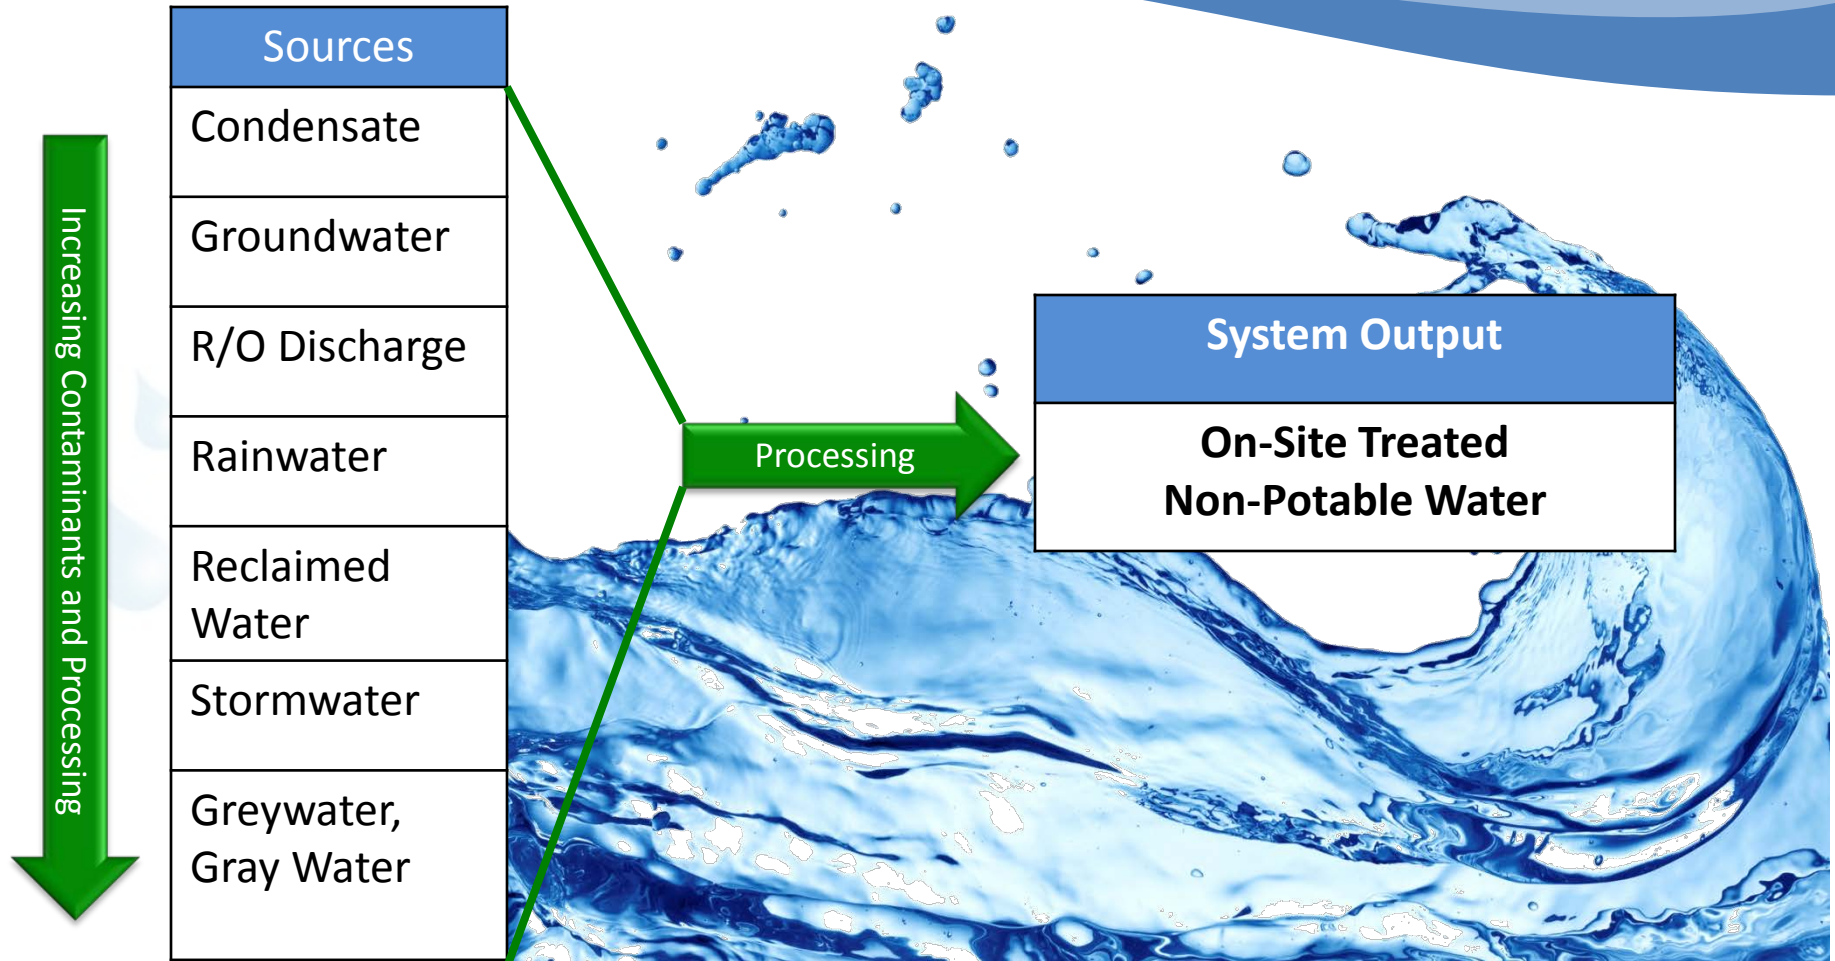 Sources
Condensate
Groundwater
R/O Discharge
Rainwater
Reclaimed
Water
Stormwater
Greywater,
Gray Water
Increasing Contaminants and Processing
Processing
System Output
On-Site Treated
Non-Potable Water